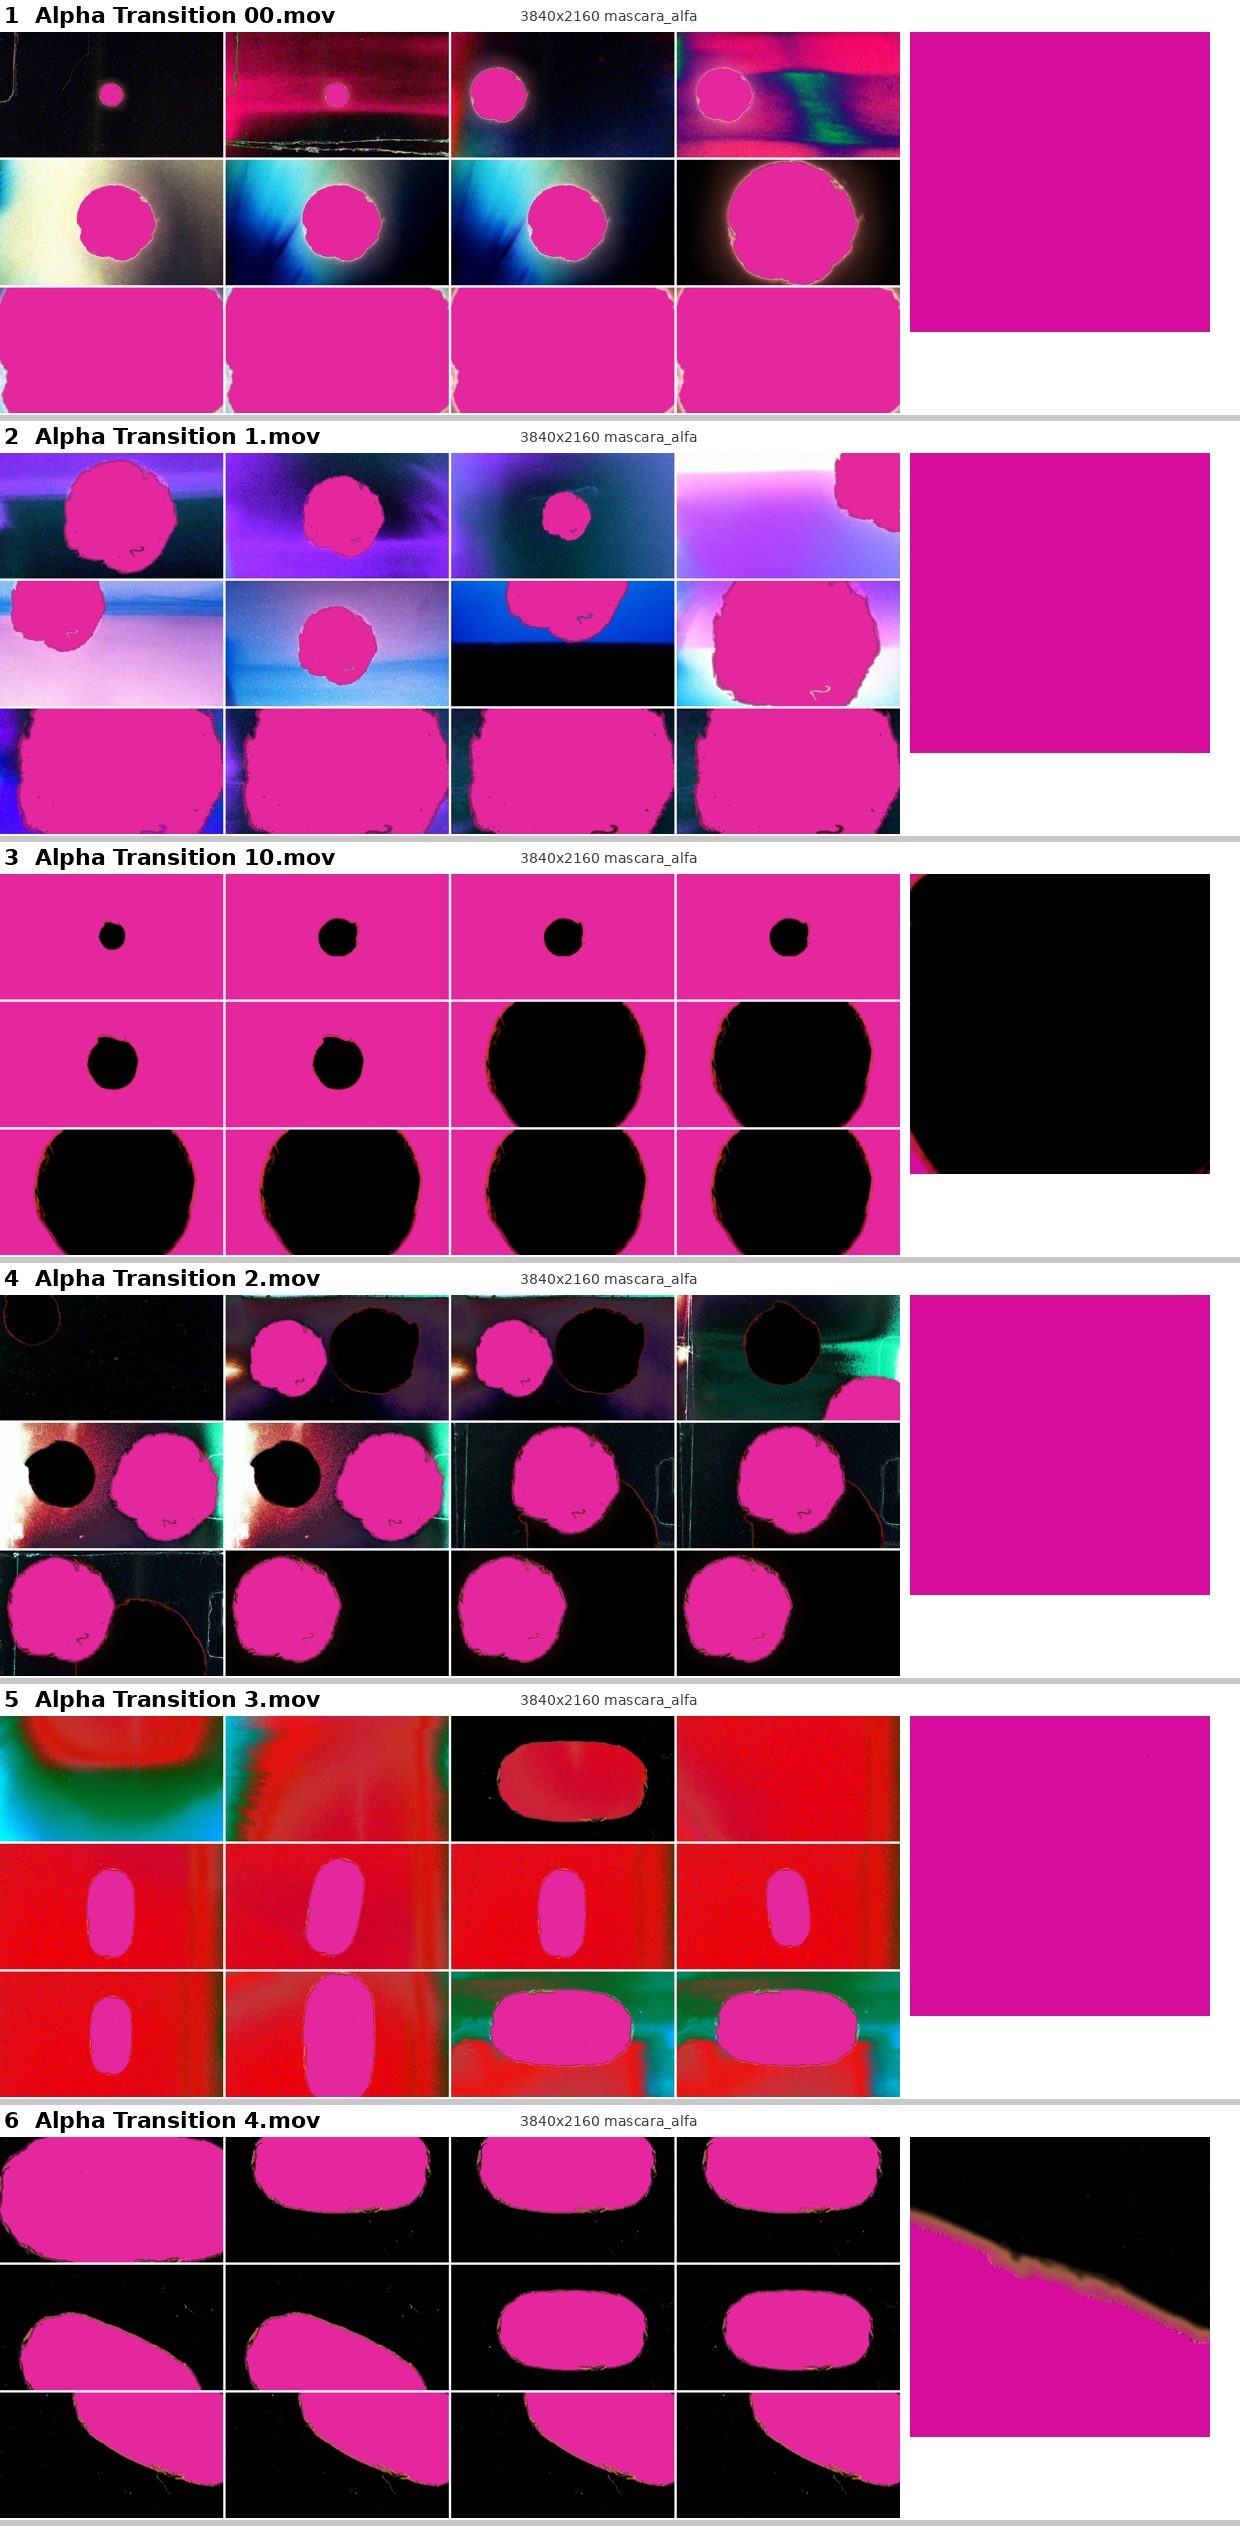 1 Alpha Transition 00.mov 3840x2160 mascara_alfa
2 Alpha Transition 1.mov 3840x2160 mascara_alfa
3 Alpha Transition 10.mov 3840x2160 mascara_alfa
4 Alpha Transition 2.mov 3840x2160 mascara_alfa
5 Alpha Transition 3.mov 3840x2160 mascara_alfa
6 Alpha Transition 4.mov 3840x2160 mascara_alfa